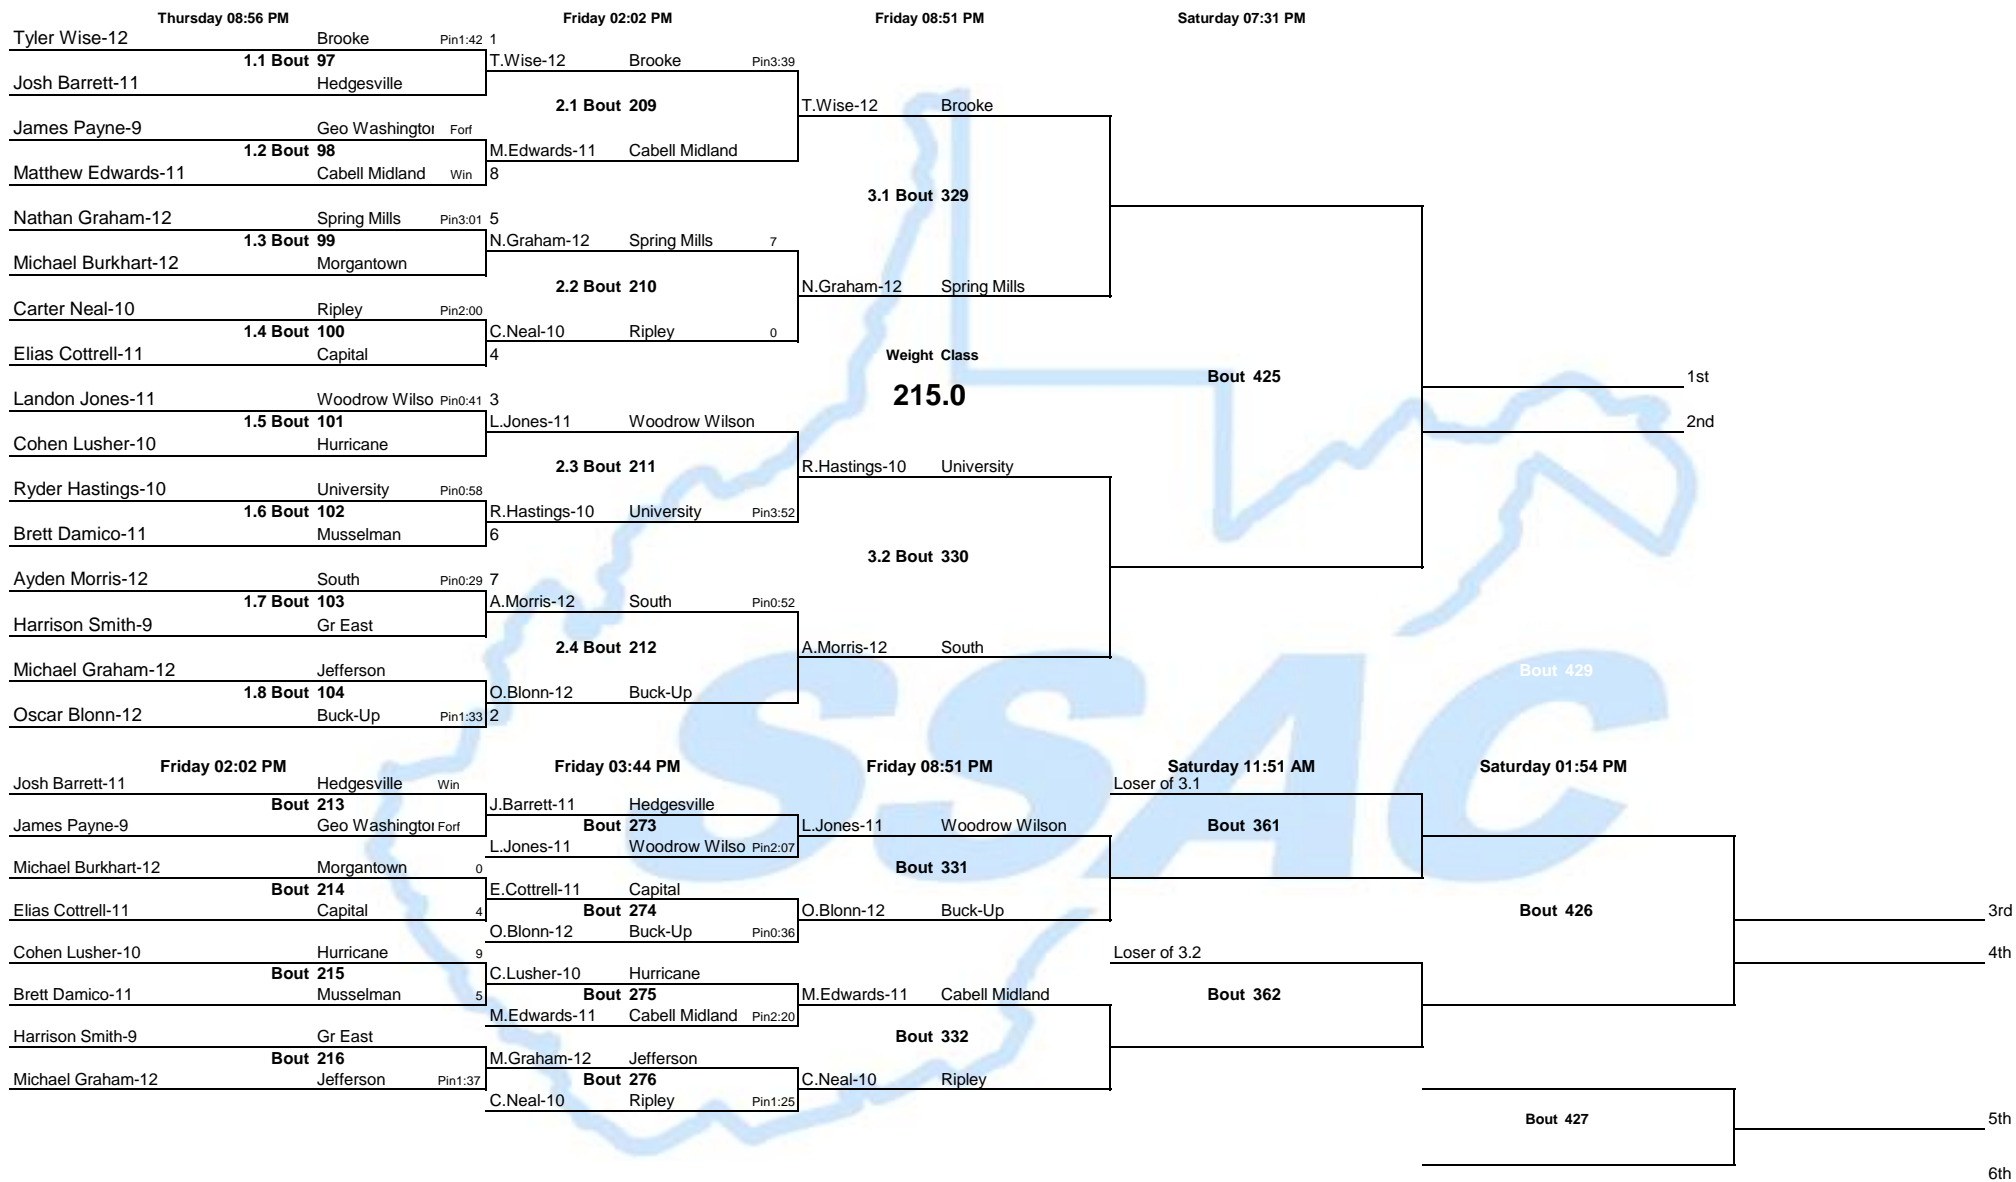 Thursday 08:56 PM Friday 02:02 PM Friday 08:51 PM Saturday 07:31 PM
Tyler Wise-12 Brooke Pin1:42 1
1.1 Bout 97 T.Wise-12 Brooke Pin3:39
Josh Barrett-11 Hedgesville
2.1 Bout 209 T.Wise-12 Brooke
James Payne-9 Geo Washingto Forf
1.2 Bout 98 M.Edwards-11 Cabell Midland
Matthew Edwards-11 Cabell Midland Win 8
3.1 Bout 329
Nathan Graham-12 Spring Mills Pin3:01 5
1.3 Bout 99 N.Graham-12 Spring Mills 7
Michael Burkhart-12 Morgantown
2.2 Bout 210 N.Graham-12 Spring Mills
Carter Neal-10 Ripley Pin2:00
1.4 Bout 100 C.Neal-10 Ripley 0
Elias Cottrell-11 Capital 4 Weight Class
Bout 425 1st
215.0
Landon Jones-11 Woodrow Wilso Pin0:41 3
1.5 Bout 101 L.Jones-11 Woodrow Wilson 2nd
Cohen Lusher-10 Hurricane
2.3 Bout 211 R.Hastings-10 University
Ryder Hastings-10 University Pin0:58
1.6 Bout 102 R.Hastings-10 University Pin3:52
Brett Damico-11 Musselman 6
3.2 Bout 330
Ayden Morris-12 South Pin0:29 7
1.7 Bout 103 A.Morris-12 South Pin0:52
Harrison Smith-9 Gr East
2.4 Bout 212 A.Morris-12 South
Michael Graham-12 Jefferson Bout 429
1.8 Bout 104 O.Blonn-12 Buck-Up
Oscar Blonn-12 Buck-Up Pin1:33 2
SSAC
Friday 02:02 PM Friday 03:44 PM Friday 08:51 PM Saturday 11:51 AM Saturday 01:54 PM
Josh Barrett-11 Hedgesville Win Loser of 3.1
Bout 213 J.Barrett-11 Hedgesville
James Payne-9 Geo Washingto Forf Bout 273 L.Jones-11 Woodrow Wilson Bout 361
L.Jones-11 Woodrow Wilso Pin2:07
Michael Burkhart-12 Morgantown 0 Bout 331
Bout 214 E.Cottrell-11 Capital
Elias Cottrell-11 Capital 4 Bout 274 O.Blonn-12 Buck-Up Bout 426 3rd
O.Blonn-12 Buck-Up Pin0:36
Cohen Lusher-10 Hurricane 9 Loser of 3.2 4th
Bout 215 C.Lusher-10 Hurricane
Brett Damico-11 Musselman 5 Bout 275 M.Edwards-11 Cabell Midland Bout 362
M.Edwards-11 Cabell Midland Pin2:20
Harrison Smith-9 Gr East Bout 332
Bout 216 M.Graham-12 Jefferson
Michael Graham-12 Jefferson Pin1:37 Bout 276 C.Neal-10 Ripley
C.Neal-10 Ripley Pin1:25
Bout 427 5th
6th